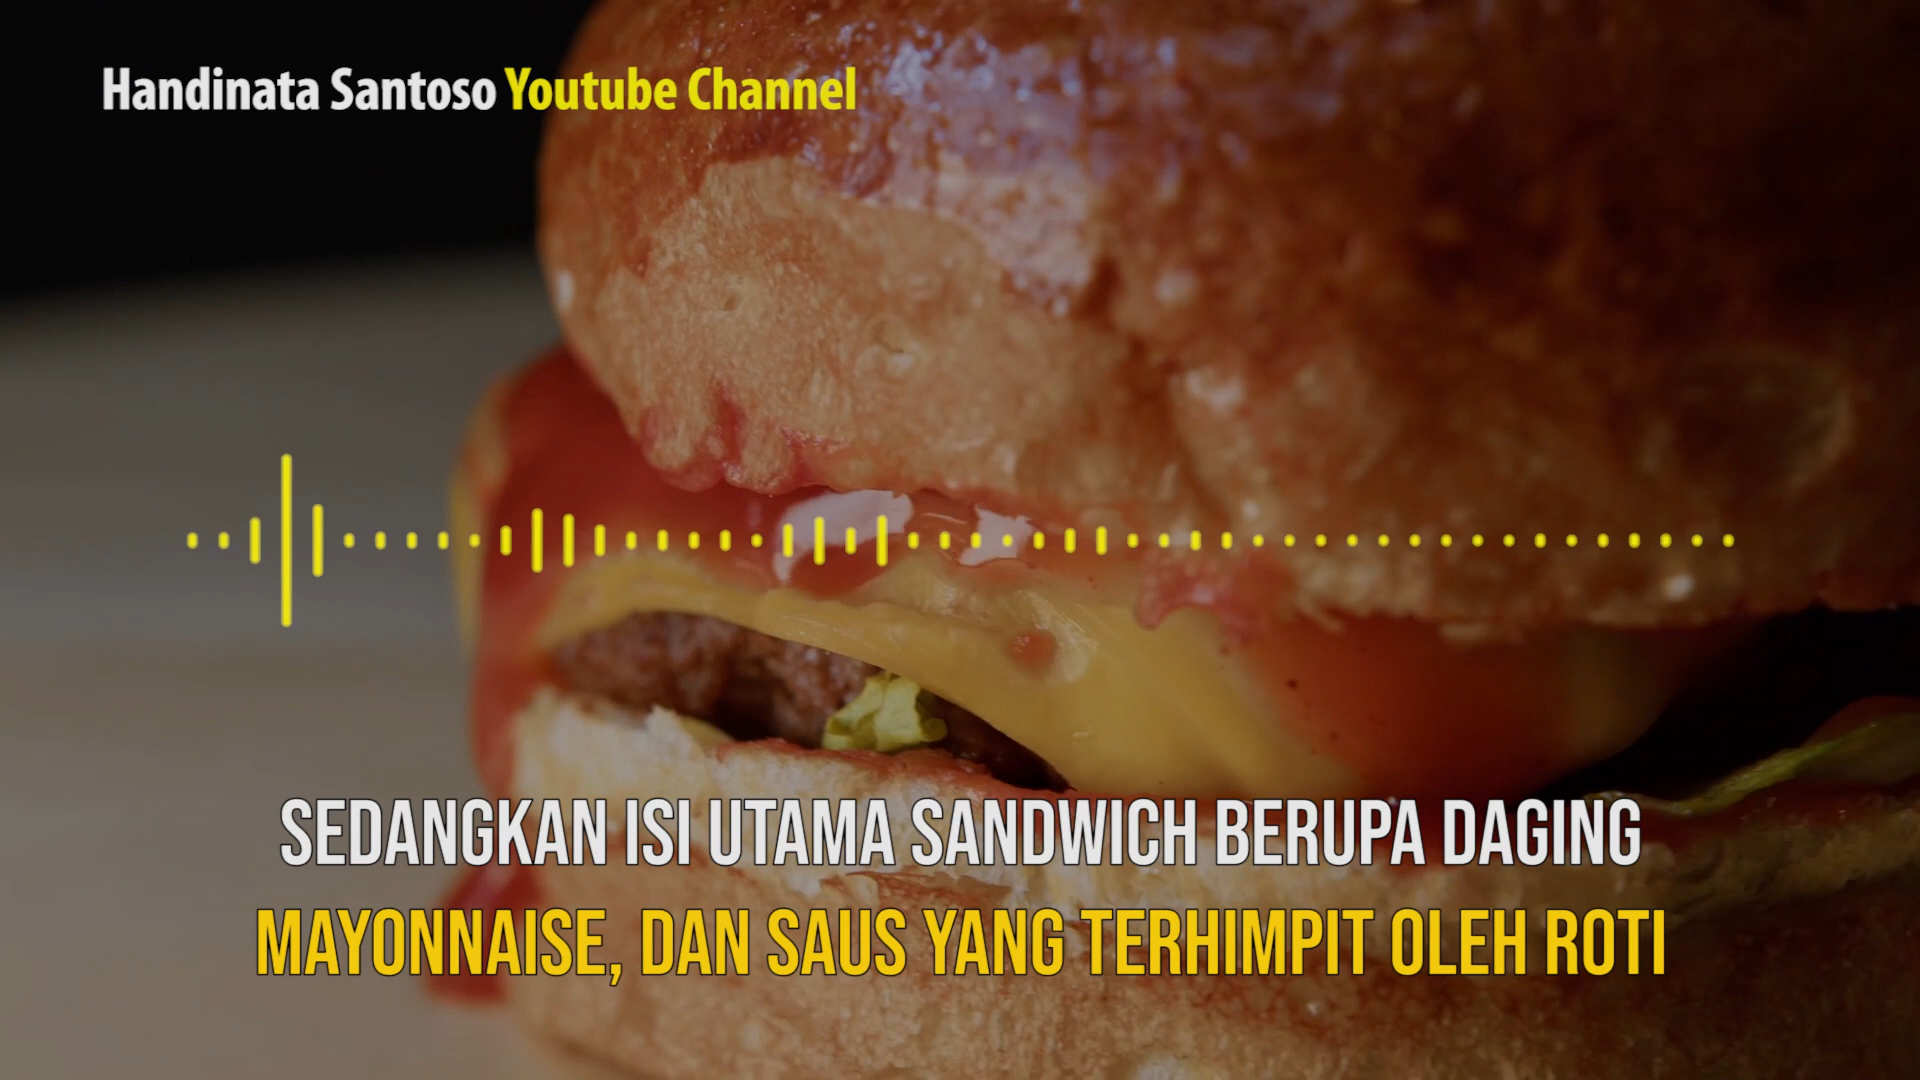 Handinata Santoso Youtube Channel
SEDANGKAN ISI UTAMA SANDWICH BERUPA DAGING
MAYONNAISE, DAN SAUS YANG TERHIMPIT OLEH ROTI